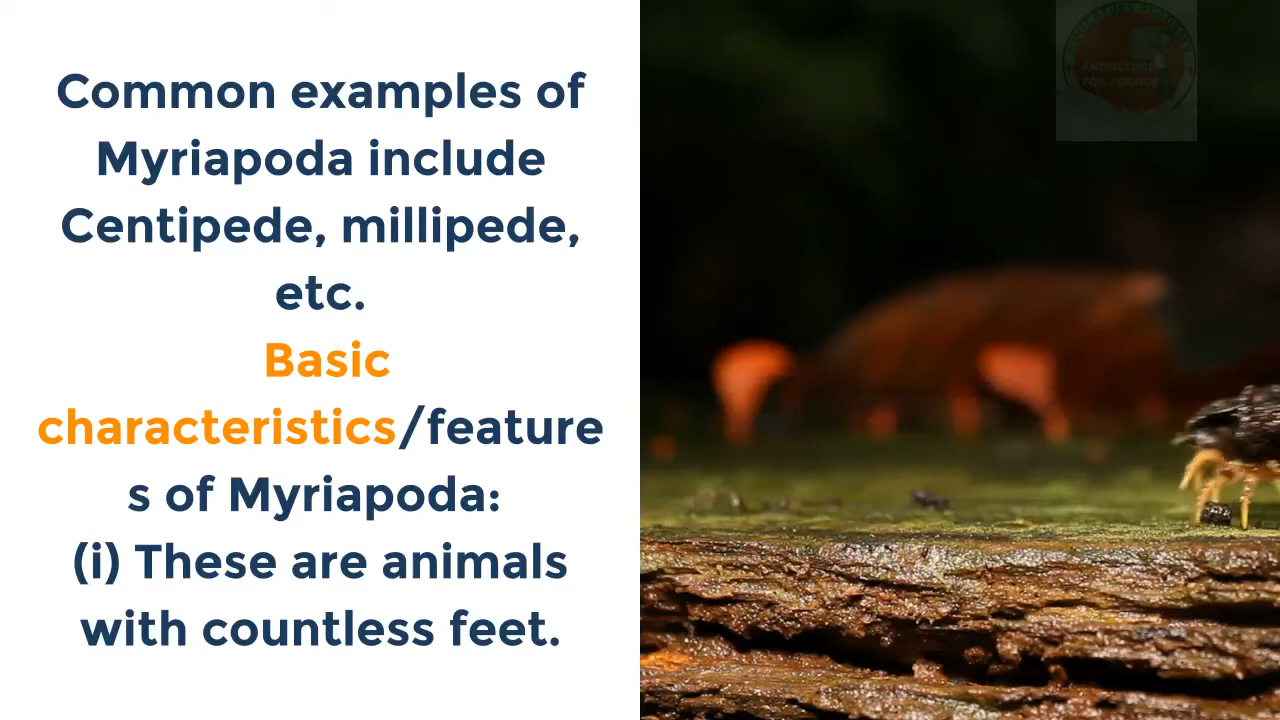 Common examples of
Myriapoda include
Centipede, millipede,
etc.
Basic
characteristics/feature
s of Myriapoda:
(i) These are animals
with countless feet.